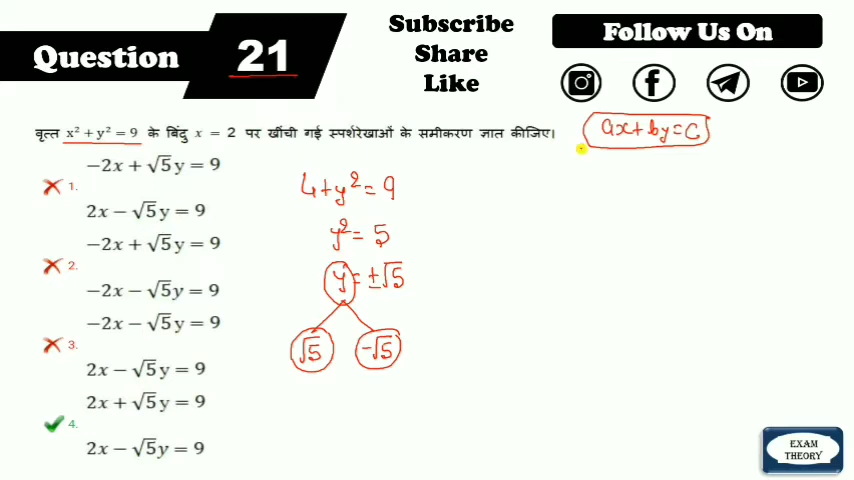 Question 21
Subscribe
Share
Like
Follow Us On
वृत्त x² + y² = 9 के बिंदु x = 2 पर खींची गई स्पर्शरेखाओं के समीकरण ज्ञात कीजिए।
ax+by=c
1.
−2x + √5y = 9
2x − √5y = 9
2.
−2x + √5y = 9
−2x − √5y = 9
3.
−2x − √5y = 9
2x − √5y = 9
4.
2x + √5y = 9
2x − √5y = 9
4+y²=9
y²=5
y=±√5
√5 -√5
EXAM
THEORY